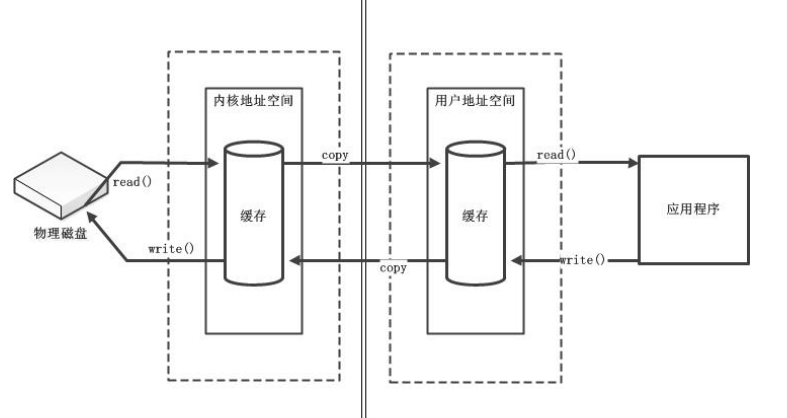 内核地址空间
用户地址空间
copy
read()
read()
缓存
缓存
应用程序
物理磁盘
write()
copy
write()